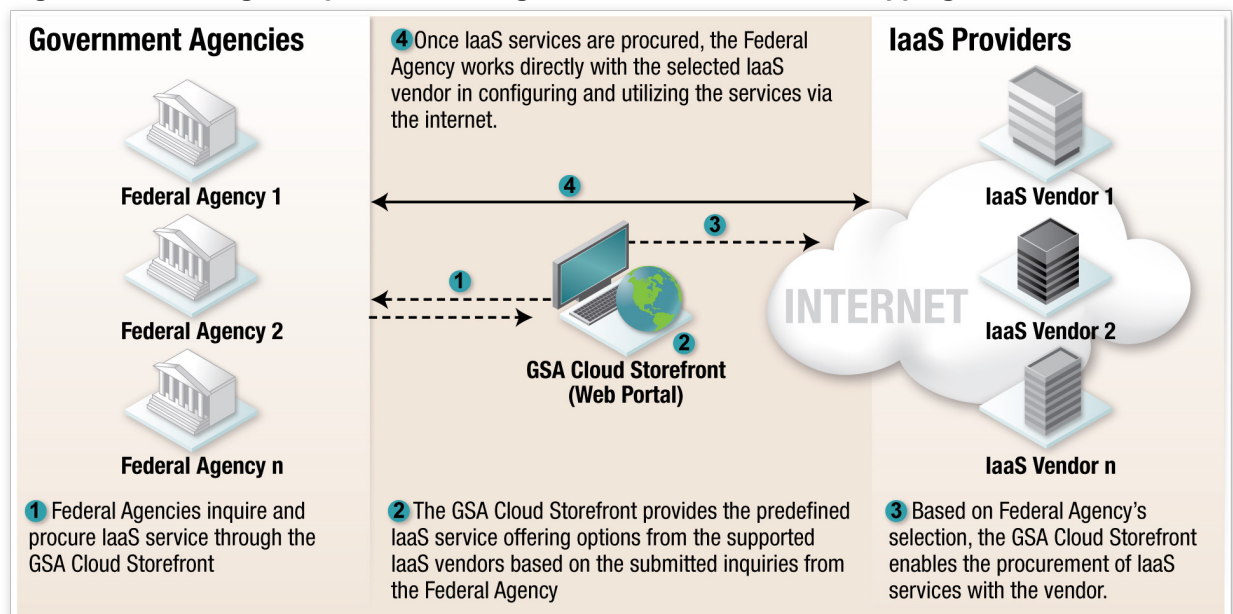 Government Agencies
Federal Agency 1
Federal Agency 2
Federal Agency n
1 Federal Agencies inquire and
procure IaaS service through the
GSA Cloud Storefront
4 Once IaaS services are procured, the Federal
Agency works directly with the selected IaaS
vendor in configuring and utilizing the services via
the internet.
4
3
1
2
GSA Cloud Storefront
(Web Portal)
2 The GSA Cloud Storefront provides the predefined
IaaS service offering options from the supported
IaaS vendors based on the submitted inquiries from
the Federal Agency
IaaS Providers
IaaS Vendor 1
INTERNET
IaaS Vendor 2
IaaS Vendor n
3 Based on Federal Agency's
selection, the GSA Cloud Storefront
enables the procurement of IaaS
services with the vendor.